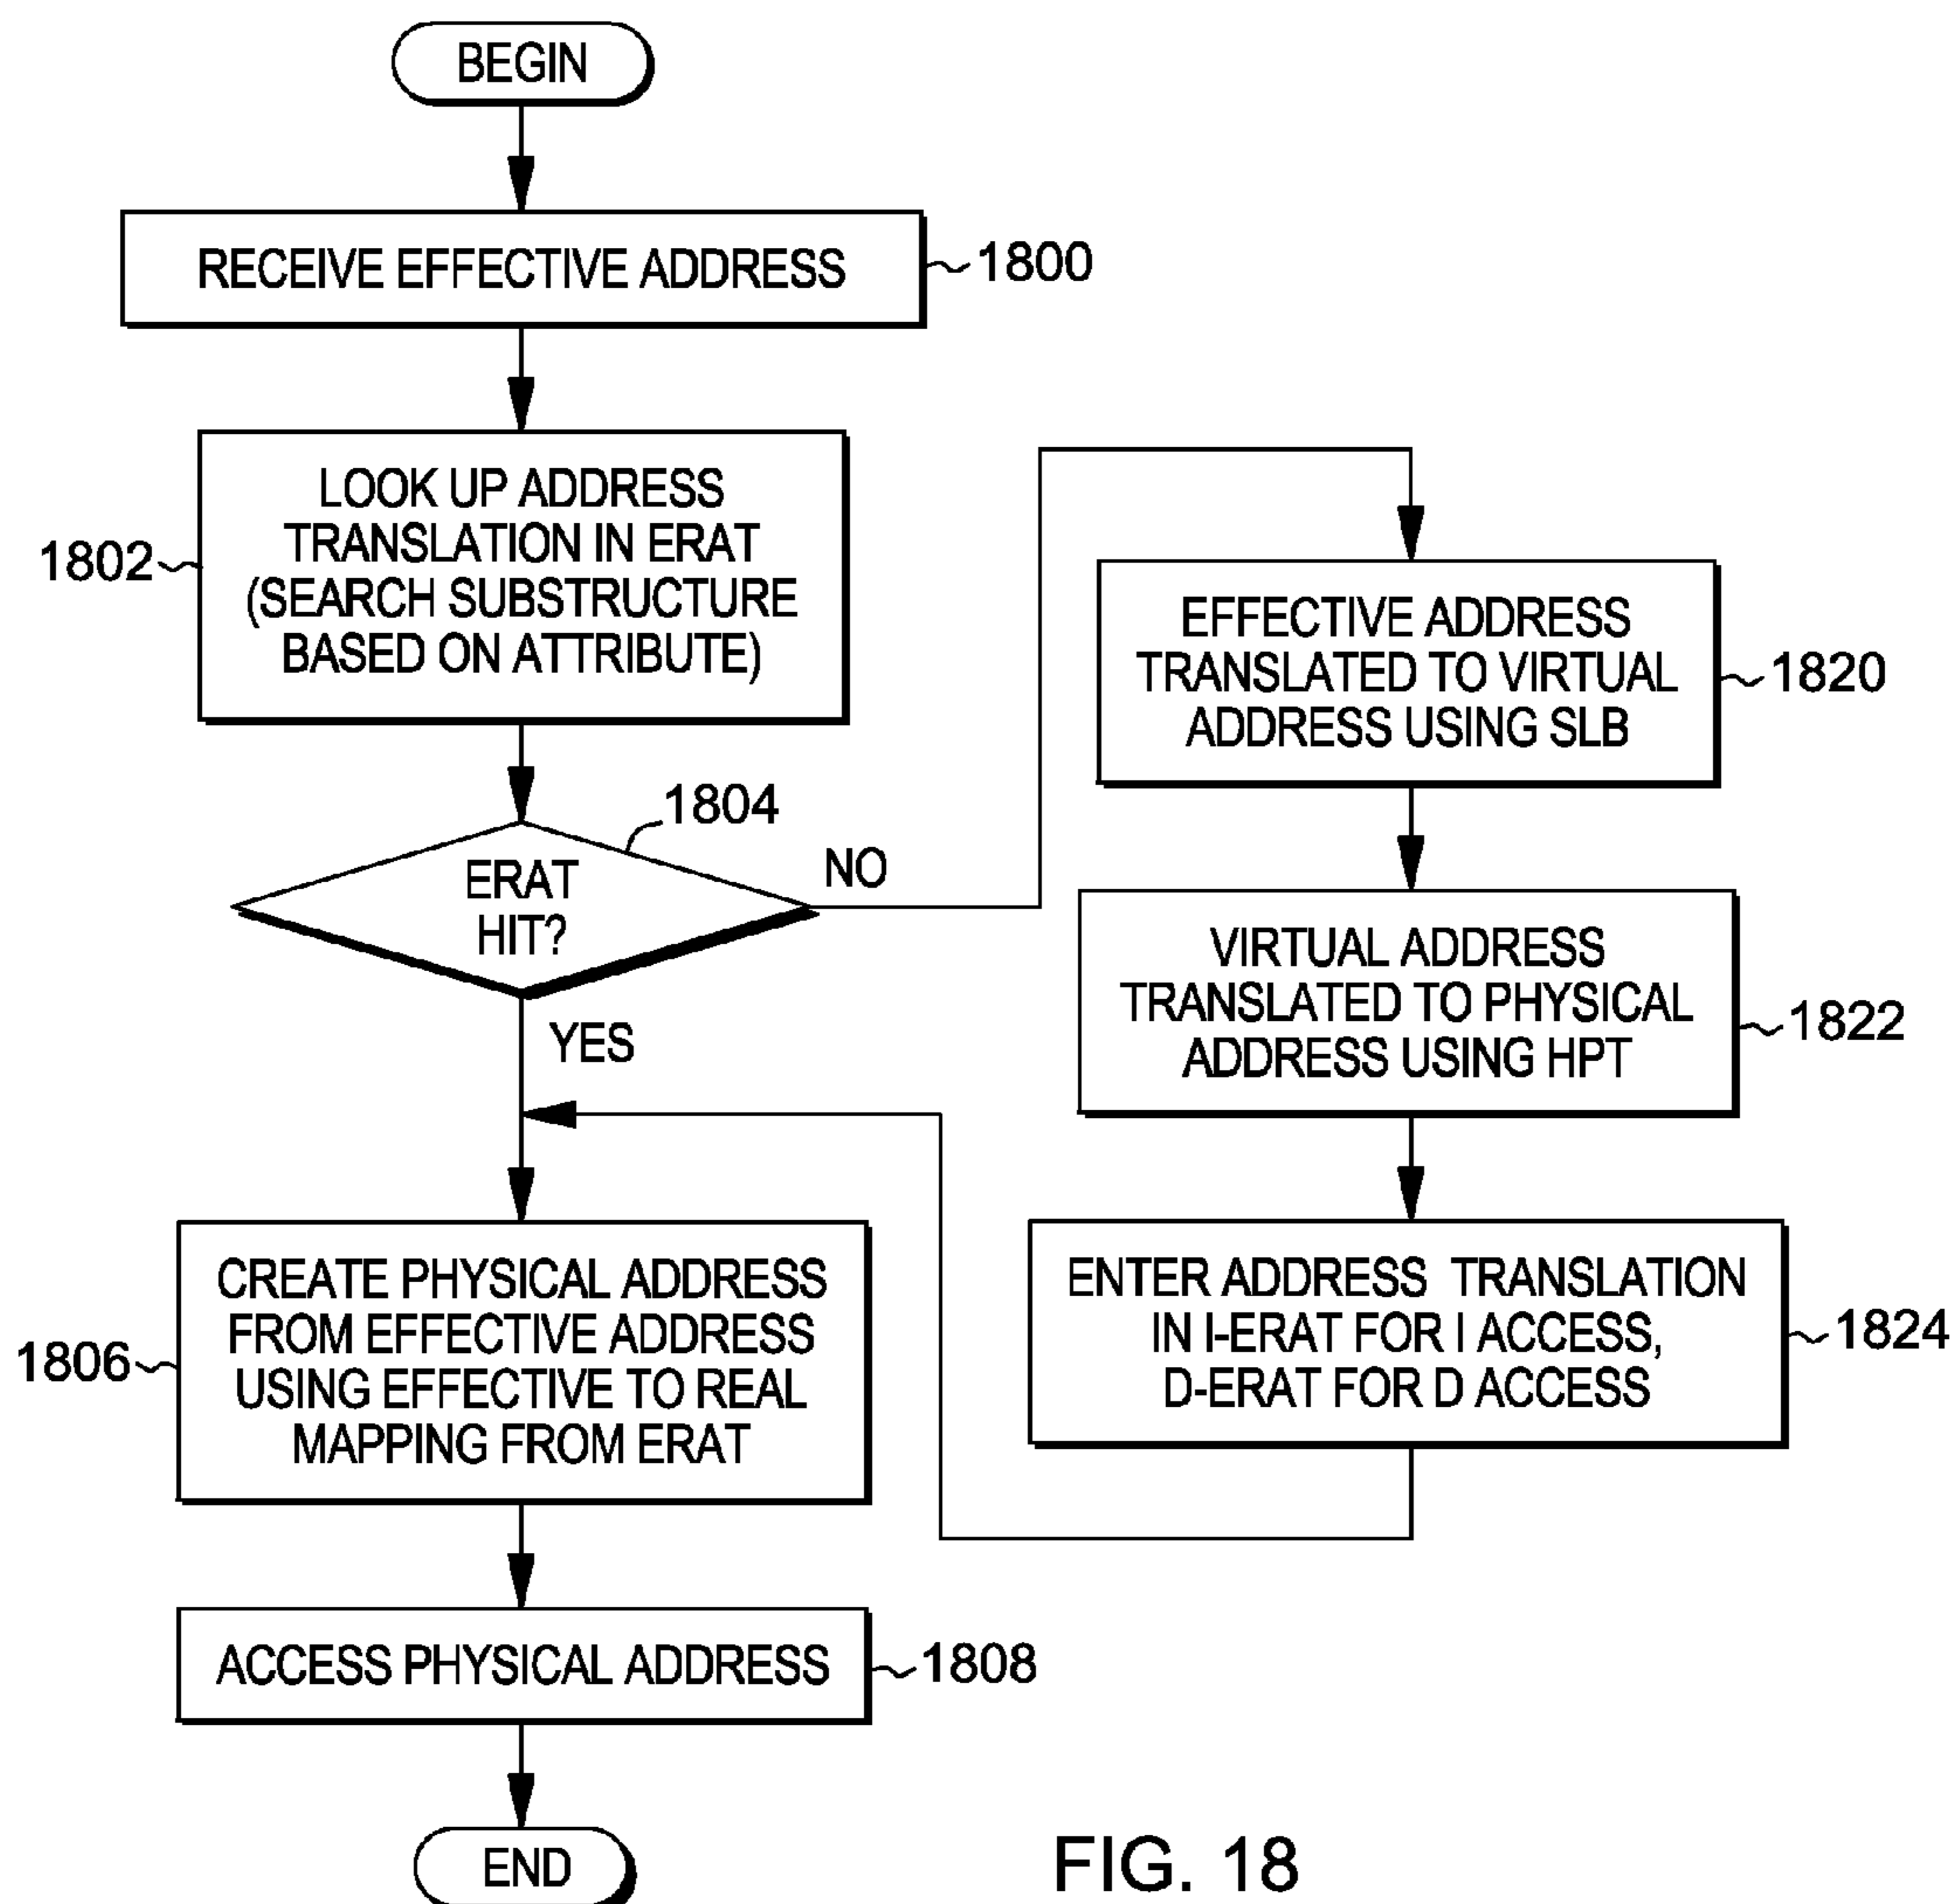 BEGIN
RECEIVE EFFECTIVE ADDRESS
1800
LOOK UP ADDRESS
TRANSLATION IN ERAT
(SEARCH SUBSTRUCTURE
BASED ON ATTRIBUTE)
1802
1804
ERAT
HIT?
NO
YES
EFFECTIVE ADDRESS
TRANSLATED TO VIRTUAL
ADDRESS USING SLB
1820
VIRTUAL ADDRESS
TRANSLATED TO PHYSICAL
ADDRESS USING HPT
1822
ENTER ADDRESS TRANSLATION
IN I-ERAT FOR I ACCESS,
D-ERAT FOR D ACCESS
1824
CREATE PHYSICAL ADDRESS
FROM EFFECTIVE ADDRESS
USING EFFECTIVE TO REAL
MAPPING FROM ERAT
1806
ACCESS PHYSICAL ADDRESS
1808
END
FIG. 18